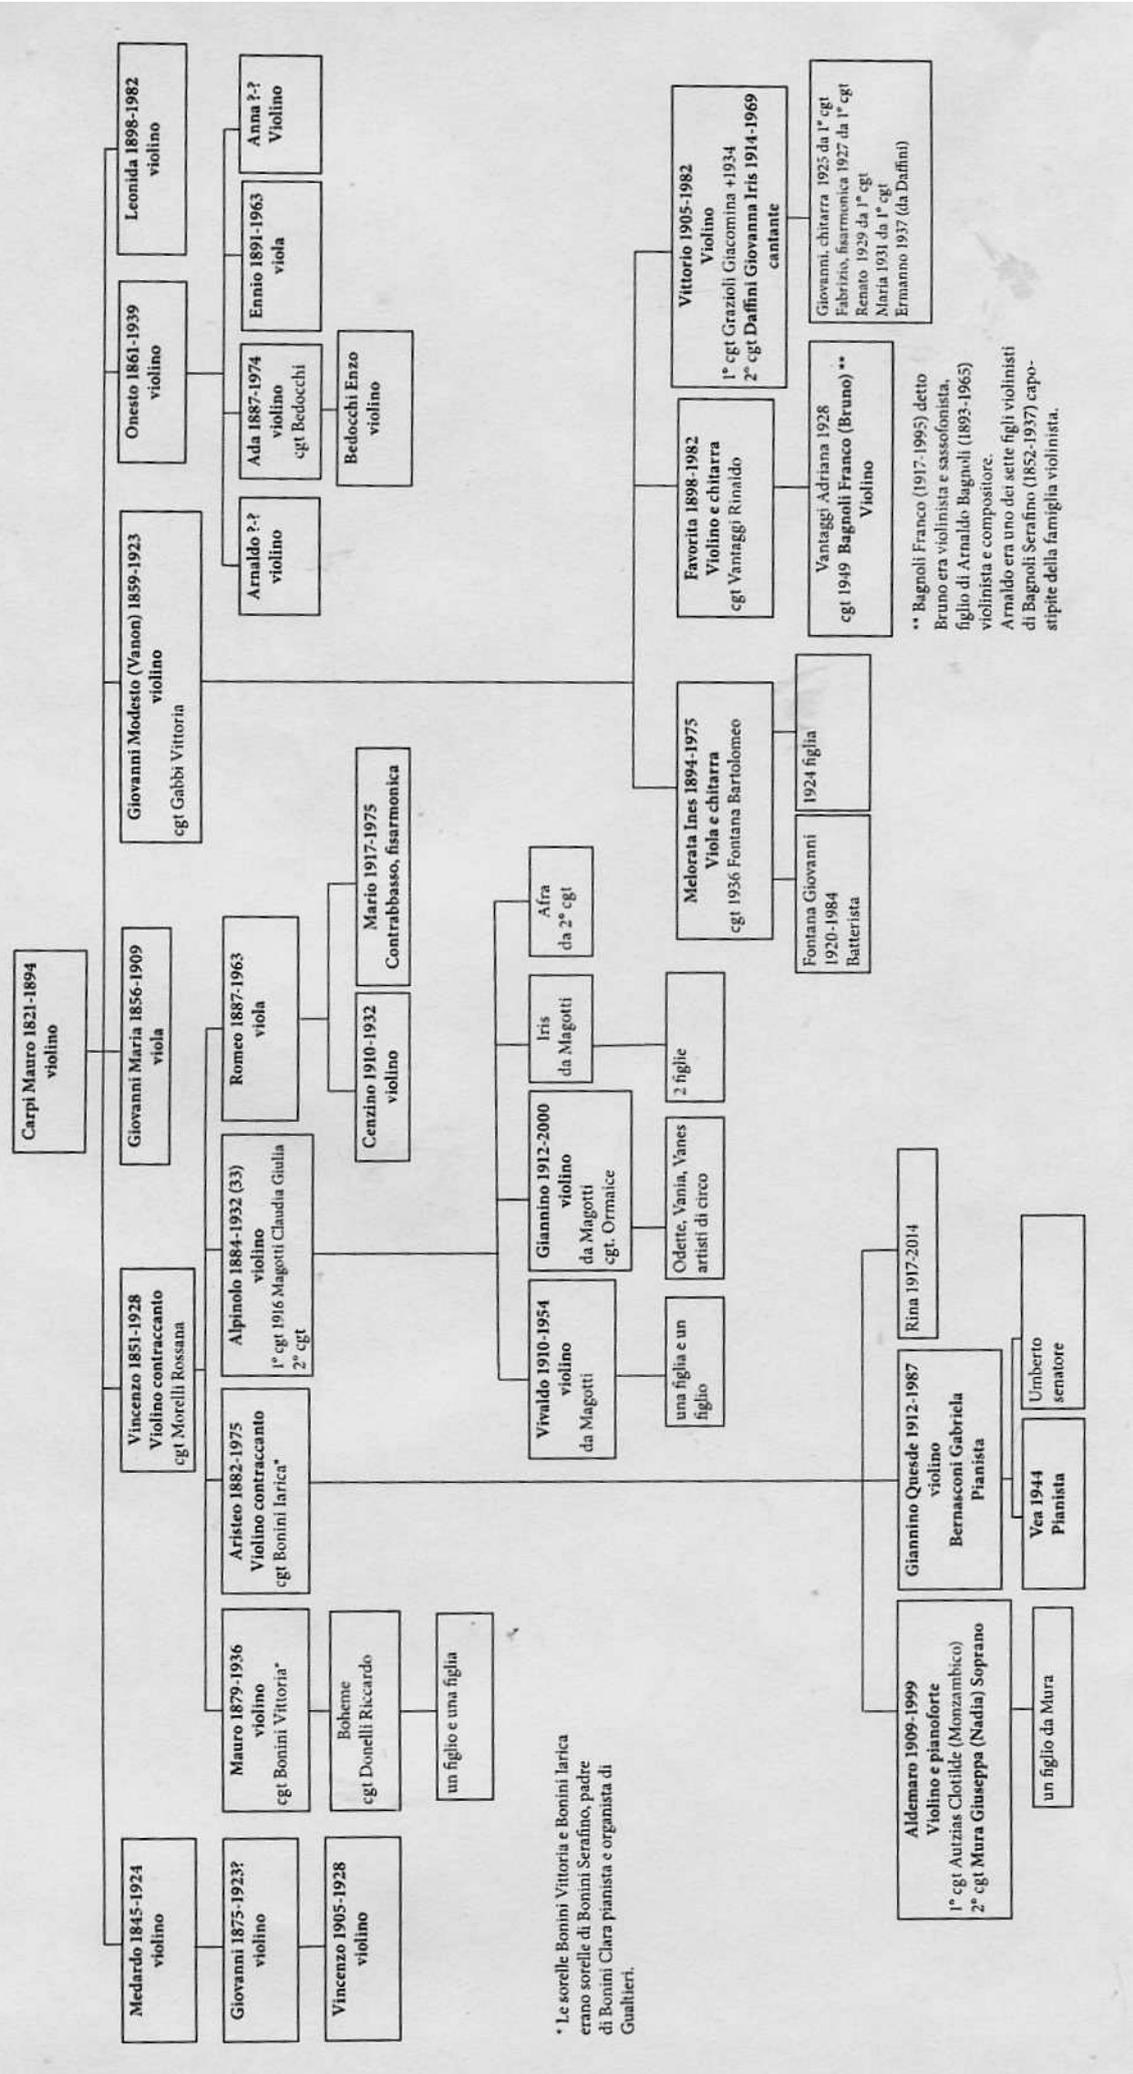 Carpi Mauro 1821-1894
violino
Medardo 1845-1924
violino
Vincenzo 1851-1928
Violino contraccanto
cgt Morelli Rossana
Giovanni Maria 1856-1909
viola
Giovanni Modesto (Vanon) 1859-1923
violino
cgt Gabbi Vittoria
Onesto 1861-1939
violino
Leonida 1898-1982
violino
Giovanni 1875-1923?
violino
Mauro 1879-1936
violino
cgt Bonini Vittoria*
Aristeo 1882-1975
Violino contraccanto
cgt Bonini Iarica*
Alpinolo 1884-1932 (33)
violino
1° cgt 1916 Magotti Claudia Giulia
2° cgt
Romeo 1887-1963
viola
Arnaldo ?-?
violino
Ada 1887-1974
violino
cgt Bedocchi
Ennio 1891-1963
viola
Anna ?-?
Violino
Vincenzo 1905-1928
violino
Boheme
cgt Donelli Riccardo
Cenzino 1910-1932
violino
Mario 1917-1975
Contrabbasso, fisarmonica
Bedocchi Enzo
violino
un figlio e una figlia
Vivaldo 1910-1954
violino
da Magotti
Giannino 1912-2000
violino
da Magotti
cgt. Ormaice
Iris
da Magotti
Afra
da 2° cgt
una figlia e un
figlio
Odette, Vania, Vanes
artisti di circo
2 figlie
Melorata Ines 1894-1975
Viola e chitarra
cgt 1936 Fontana Bartolomeo
Favorita 1898-1982
Violino e chitarra
cgt Vantaggi Rinaldo
Vittorio 1905-1982
Violino
1° cgt Grazioli Giacomina +1934
2° cgt Daffini Giovanna Iris 1914-1969
cantante
Fontana Giovanni
1920-1984
Batterista
1924 figlia
Vantaggi Adriana 1928
cgt 1949 Bagnoli Franco (Bruno) **
Violino
Giovanni, chitarra 1925 da 1° cgt
Fabrizio, fisarmonica 1927 da 1° cgt
Renato 1929 da 1° cgt
Maria 1931 da 1° cgt
Ermanno 1937 (da Daffini)
* Le sorelle Bonini Vittoria e Bonini Iarica
erano sorelle di Bonini Serafino, padre
di Bonini Clara pianista e organista di
Gualtieri.
** Bagnoli Franco (1917-1995) detto
Bruno era violinista e sassofonista,
figlio di Arnaldo Bagnoli (1893-1965)
violinista e compositore.
Arnaldo era uno dei sette figli violinisti
di Bagnoli Serafino (1852-1937) capo-
stipite della famiglia violinista.
Aldemaro 1909-1999
Violino e pianoforte
1° cgt Autzias Clotilde (Monzambico)
2° cgt Mura Giuseppa (Nadia) Soprano
Giannino Quesde 1912-1987
violino
Bernasconi Gabriela
Pianista
Rina 1917-2014
un figlio da Mura
Vea 1944
Pianista
Umberto
senatore